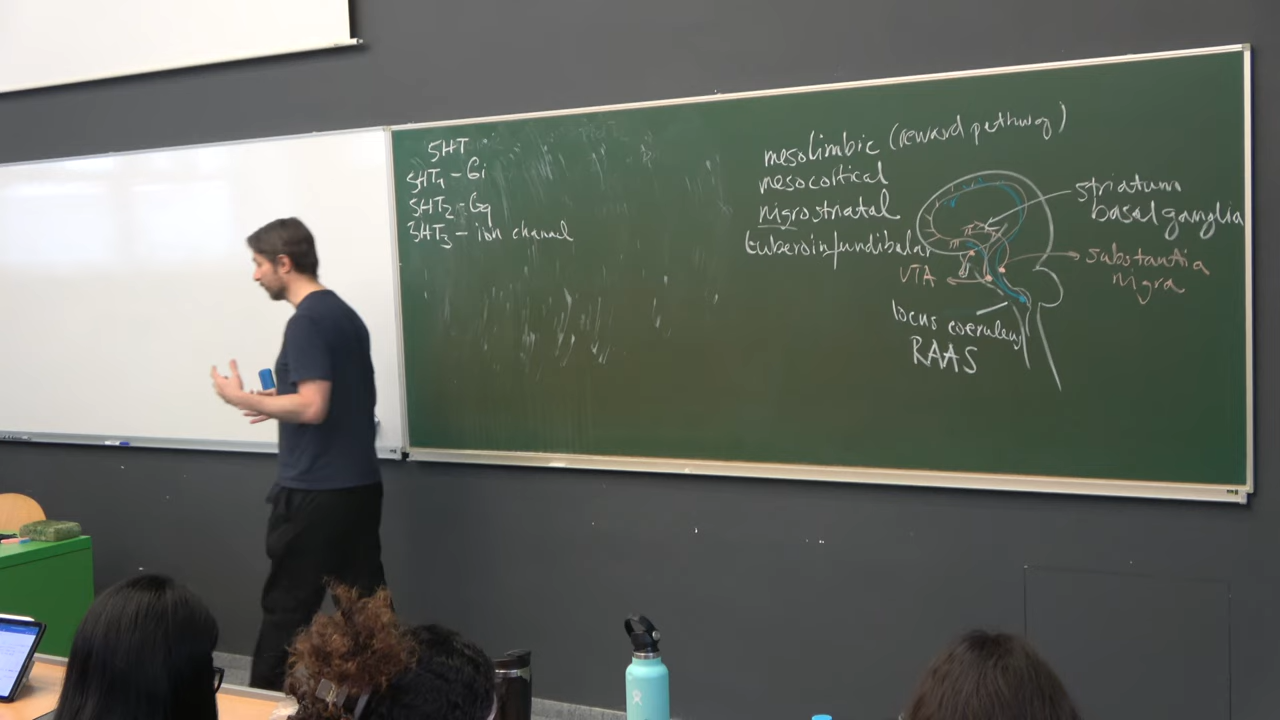 5HT
5HT1 - Gi
5HT2 - Gq
5HT3 - ion channel
mesolimbic (reward pathway)
mesocortical
nigrostriatal
tuberoinfundibular
striatum
basal ganglia
substantia
nigra
VTA
locus coeruleus
RAAS